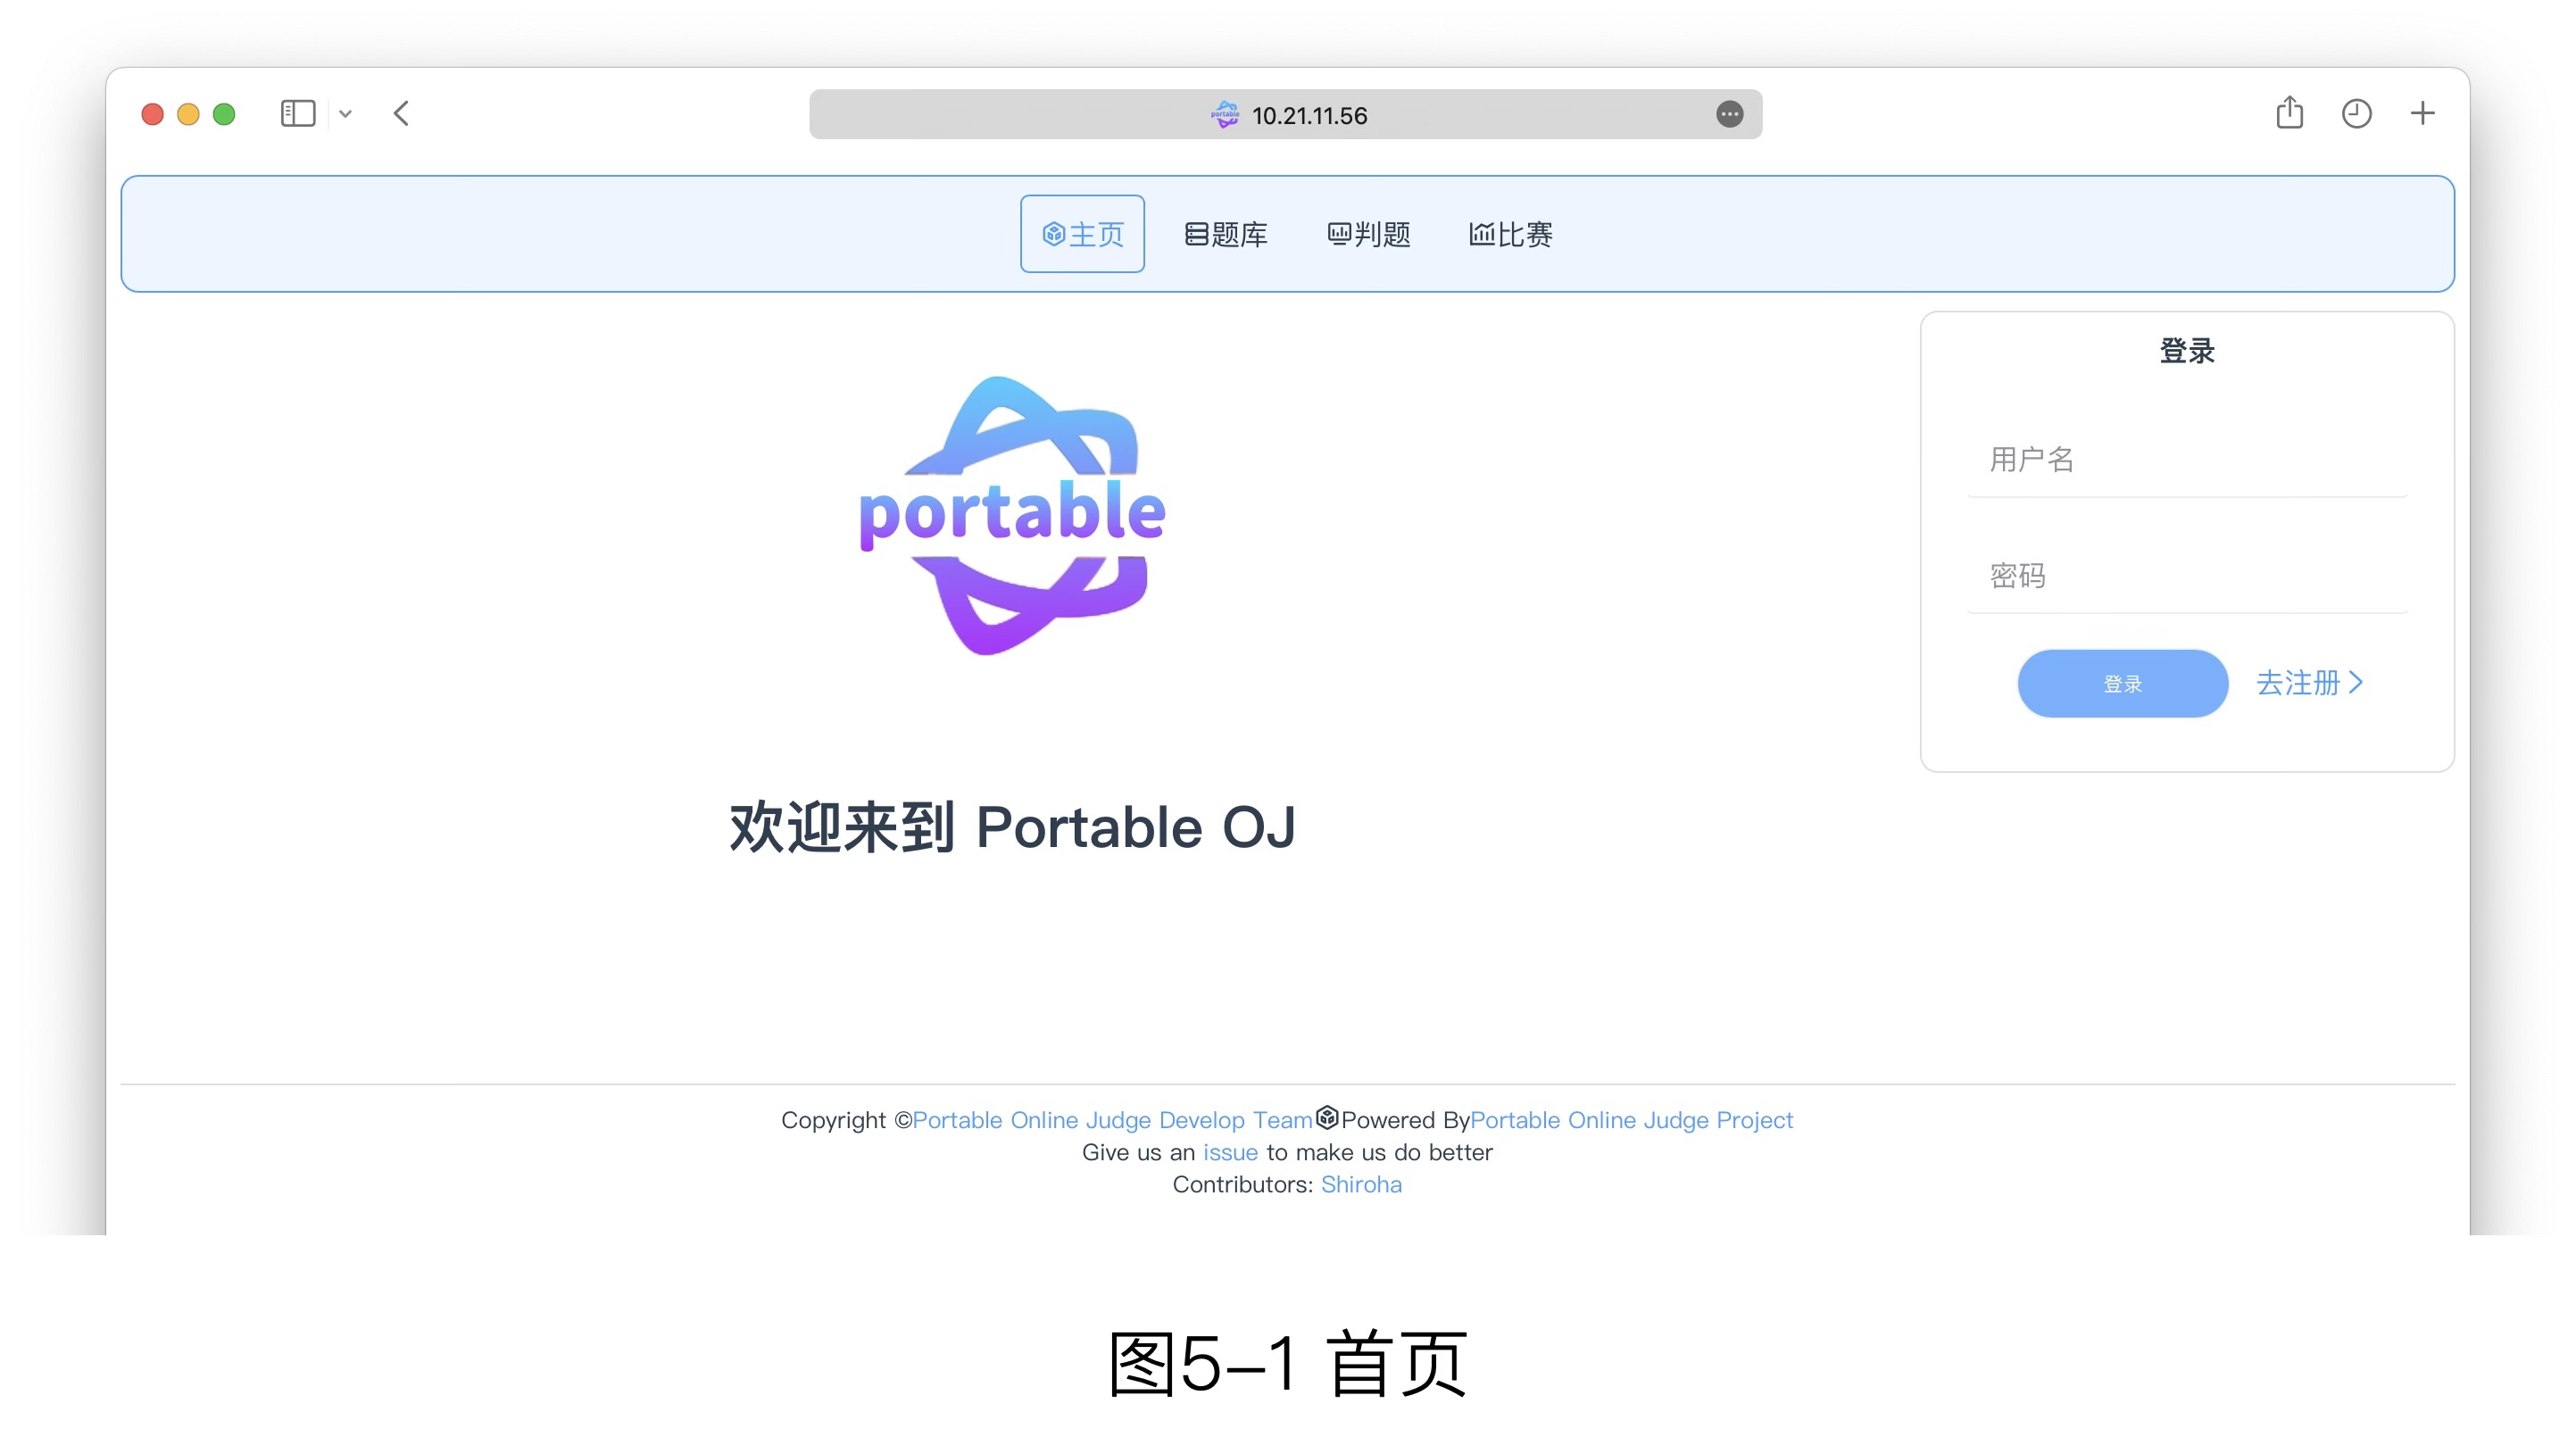 10.21.11.56
主页 题库 判题 比赛
登录
用户名
密码
登录 去注册
portable
欢迎来到 Portable OJ
Copyright ©Portable Online Judge Develop Team Powered ByPortable Online Judge Project
Give us an issue to make us do better
Contributors: Shiroha
图5-1 首页